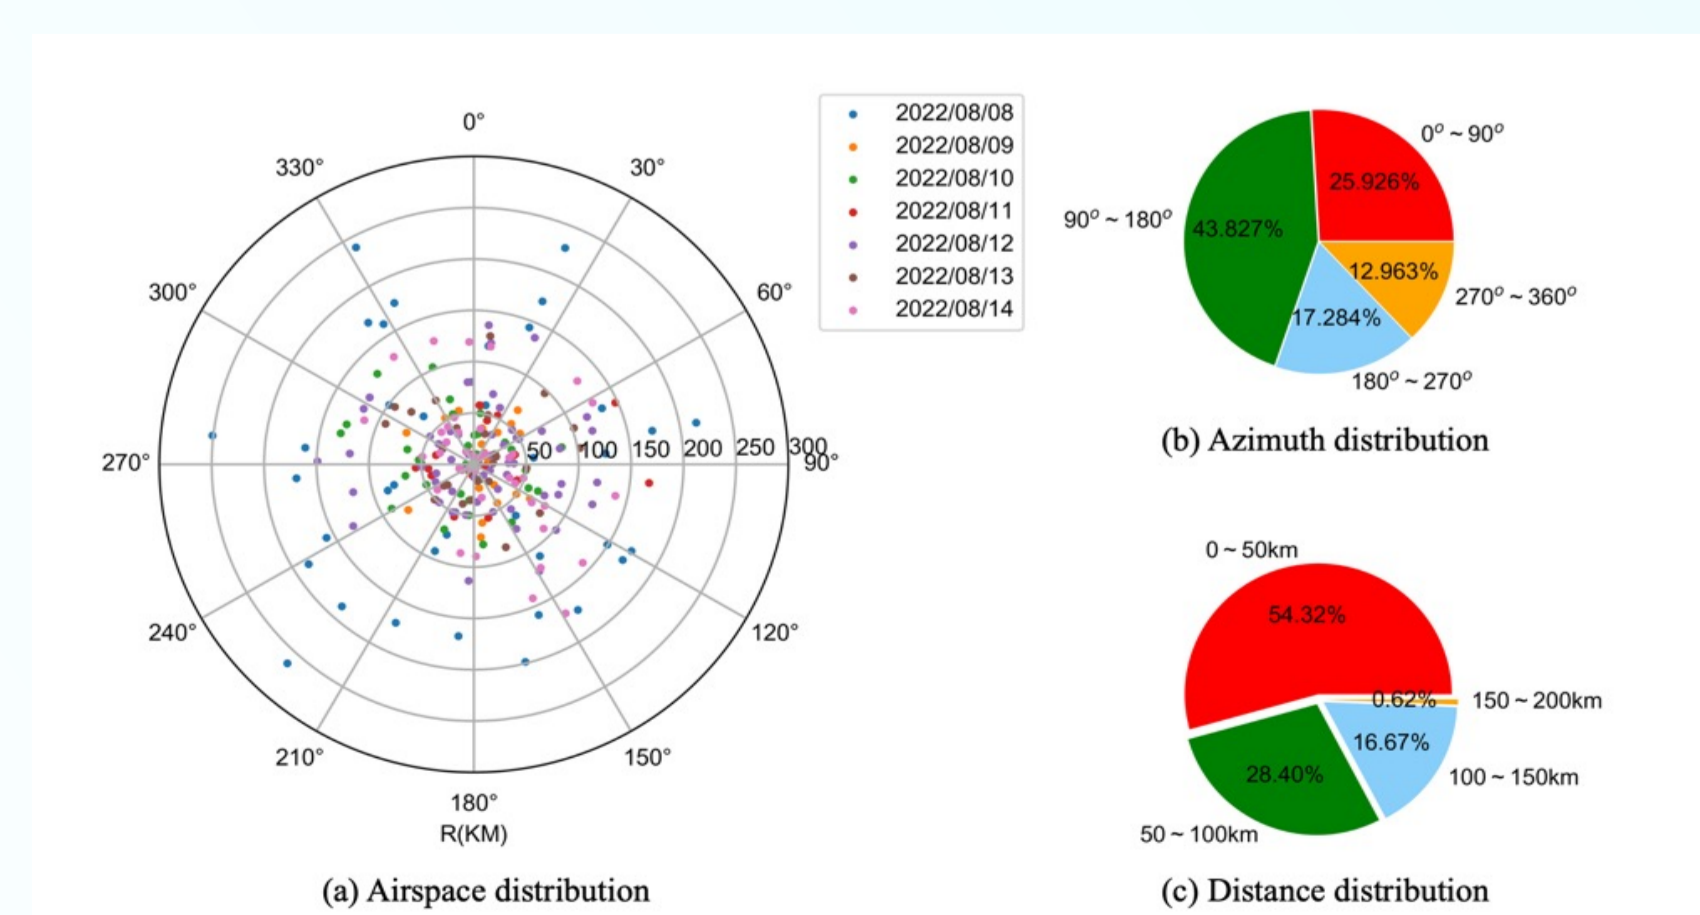 0°
30°
60°
90°
120°
150°
180°
210°
240°
270°
300°
330°
50
100
150
200
250
300
R(KM)
2022/08/08
2022/08/09
2022/08/10
2022/08/11
2022/08/12
2022/08/13
2022/08/14
(a) Airspace distribution
0° ~ 90°
25.926%
90° ~ 180°
43.827%
12.963%
270° ~ 360°
17.284%
180° ~ 270°
(b) Azimuth distribution
0 ~ 50km
54.32%
0.62%
150 ~ 200km
16.67%
100 ~ 150km
28.40%
50 ~ 100km
(c) Distance distribution